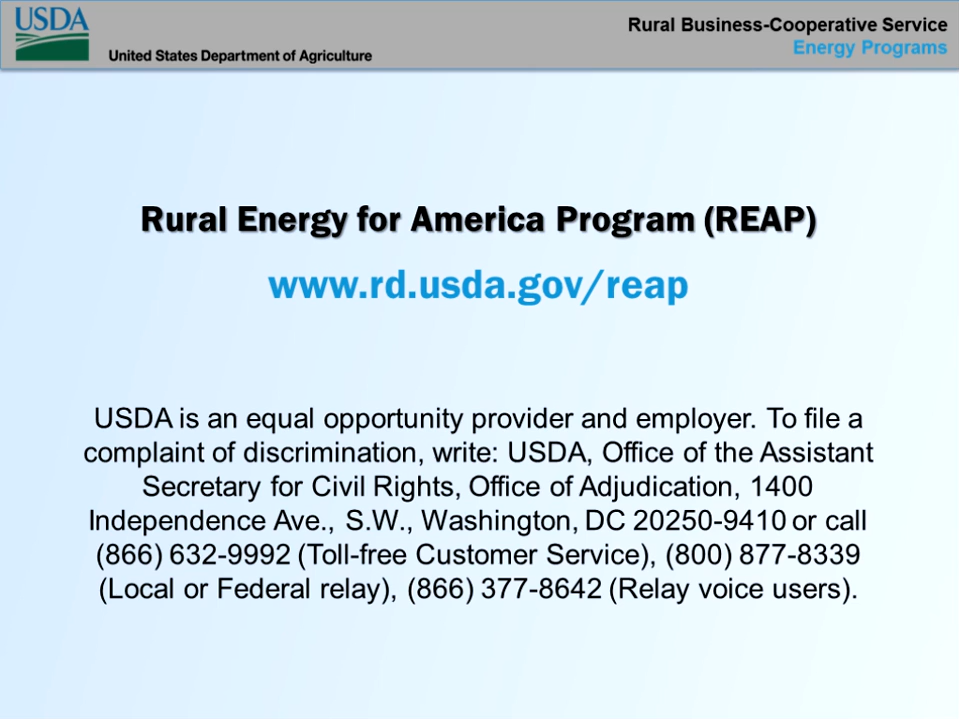 USDA
United States Department of Agriculture
Rural Business-Cooperative Service
Energy Programs
Rural Energy for America Program (REAP)
www.rd.usda.gov/reap
USDA is an equal opportunity provider and employer. To file a
complaint of discrimination, write: USDA, Office of the Assistant
Secretary for Civil Rights, Office of Adjudication, 1400
Independence Ave., S.W., Washington, DC 20250-9410 or call
(866) 632-9992 (Toll-free Customer Service), (800) 877-8339
(Local or Federal relay), (866) 377-8642 (Relay voice users).